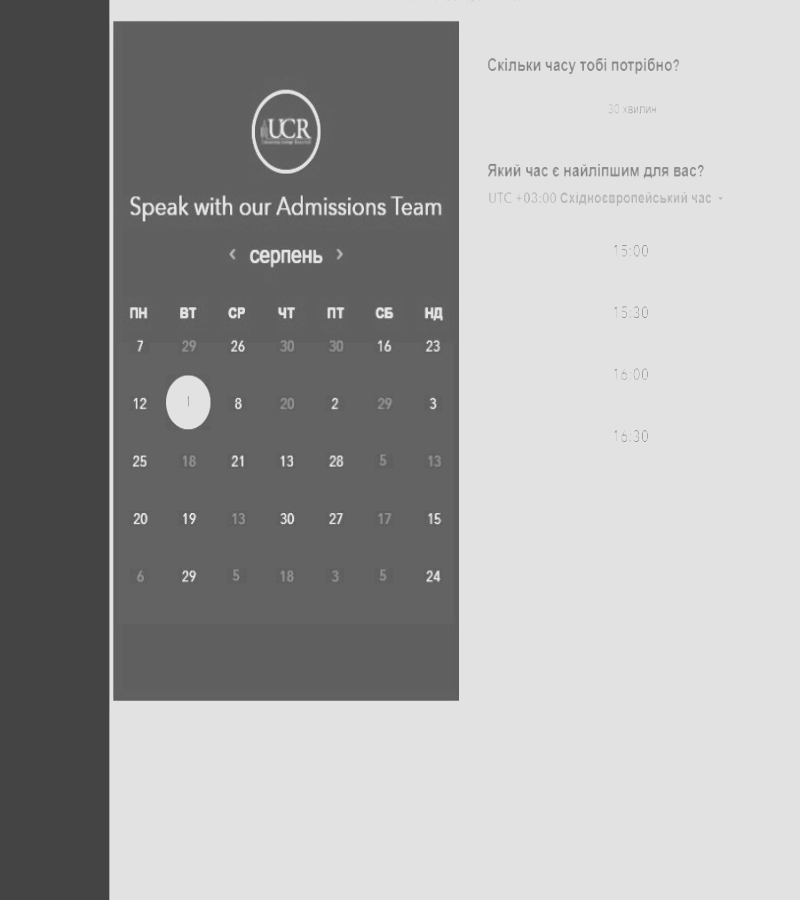 UCR
Speak with our Admissions Team
‹ серпень ›
ПН ВТ СР ЧТ ПТ СБ НД
7 29 26 30 30 16 23
12 1 8 20 2 29 3
25 18 21 13 28 5 13
20 19 13 30 27 17 15
6 29 5 18 3 5 24
Скільки часу тобі потрібно?
30 хвилин
Який час є найліпшим для вас?
UTC +03:00 Східноєвропейський час
15:00
15:30
16:00
16:30